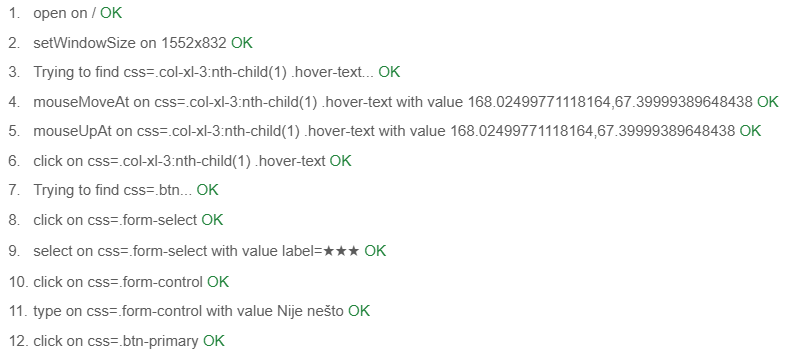 1. open on / OK
2. setWindowSize on 1552x832 OK
3. Trying to find css=.col-xl-3:nth-child(1) .hover-text... OK
4. mouseMoveAt on css=.col-xl-3:nth-child(1) .hover-text with value 168.02499771118164,67.39999389648438 OK
5. mouseUpAt on css=.col-xl-3:nth-child(1) .hover-text with value 168.02499771118164,67.39999389648438 OK
6. click on css=.col-xl-3:nth-child(1) .hover-text OK
7. Trying to find css=.btn... OK
8. click on css=.form-select OK
9. select on css=.form-select with value label=★★★ OK
10. click on css=.form-control OK
11. type on css=.form-control with value Nije nešto OK
12. click on css=.btn-primary OK